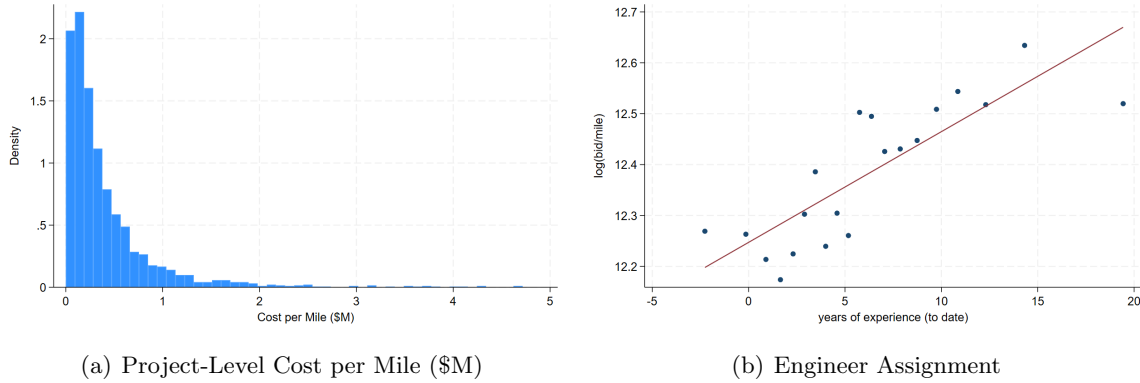 2
1.5
1
.5
0
Density
0 1 2 3 4 5
Cost per Mile ($M)
(a) Project-Level Cost per Mile ($M)
12.7
12.6
12.5
12.4
12.3
12.2
log(bid/mile)
-5 0 5 10 15 20
years of experience (to date)
(b) Engineer Assignment